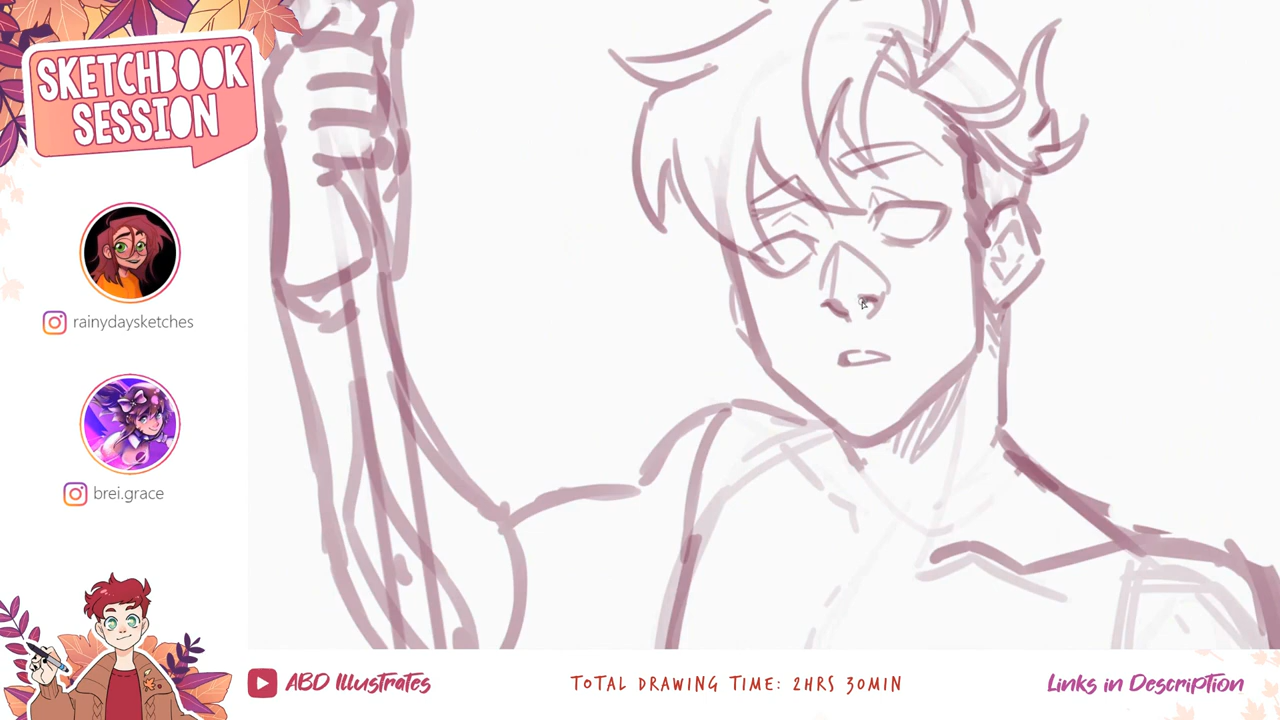 SKETCHBOOK
SESSION
rainydaysketches
brei.grace
ABD Illustrates
TOTAL DRAWING TIME: 2HRS 30MIN
Links in Description